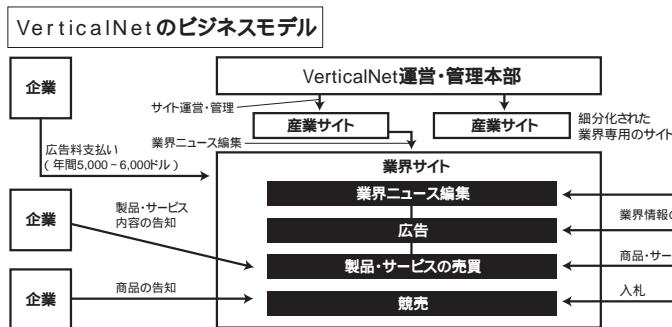 VerticalNetのビジネスモデル
企業
VerticalNet運営・管理本部
サイト運営・管理
産業サイト
産業サイト
細分化された
業界専用のサイト
広告料支払い
(年間5,000~6,000ドル)
業界ニュース編集
業界サイト
業界ニュース編集
企業
製品・サービス
内容の告知
広告
業界情報の
製品・サービスの売買
商品・サー
企業
商品の告知
競売
入札